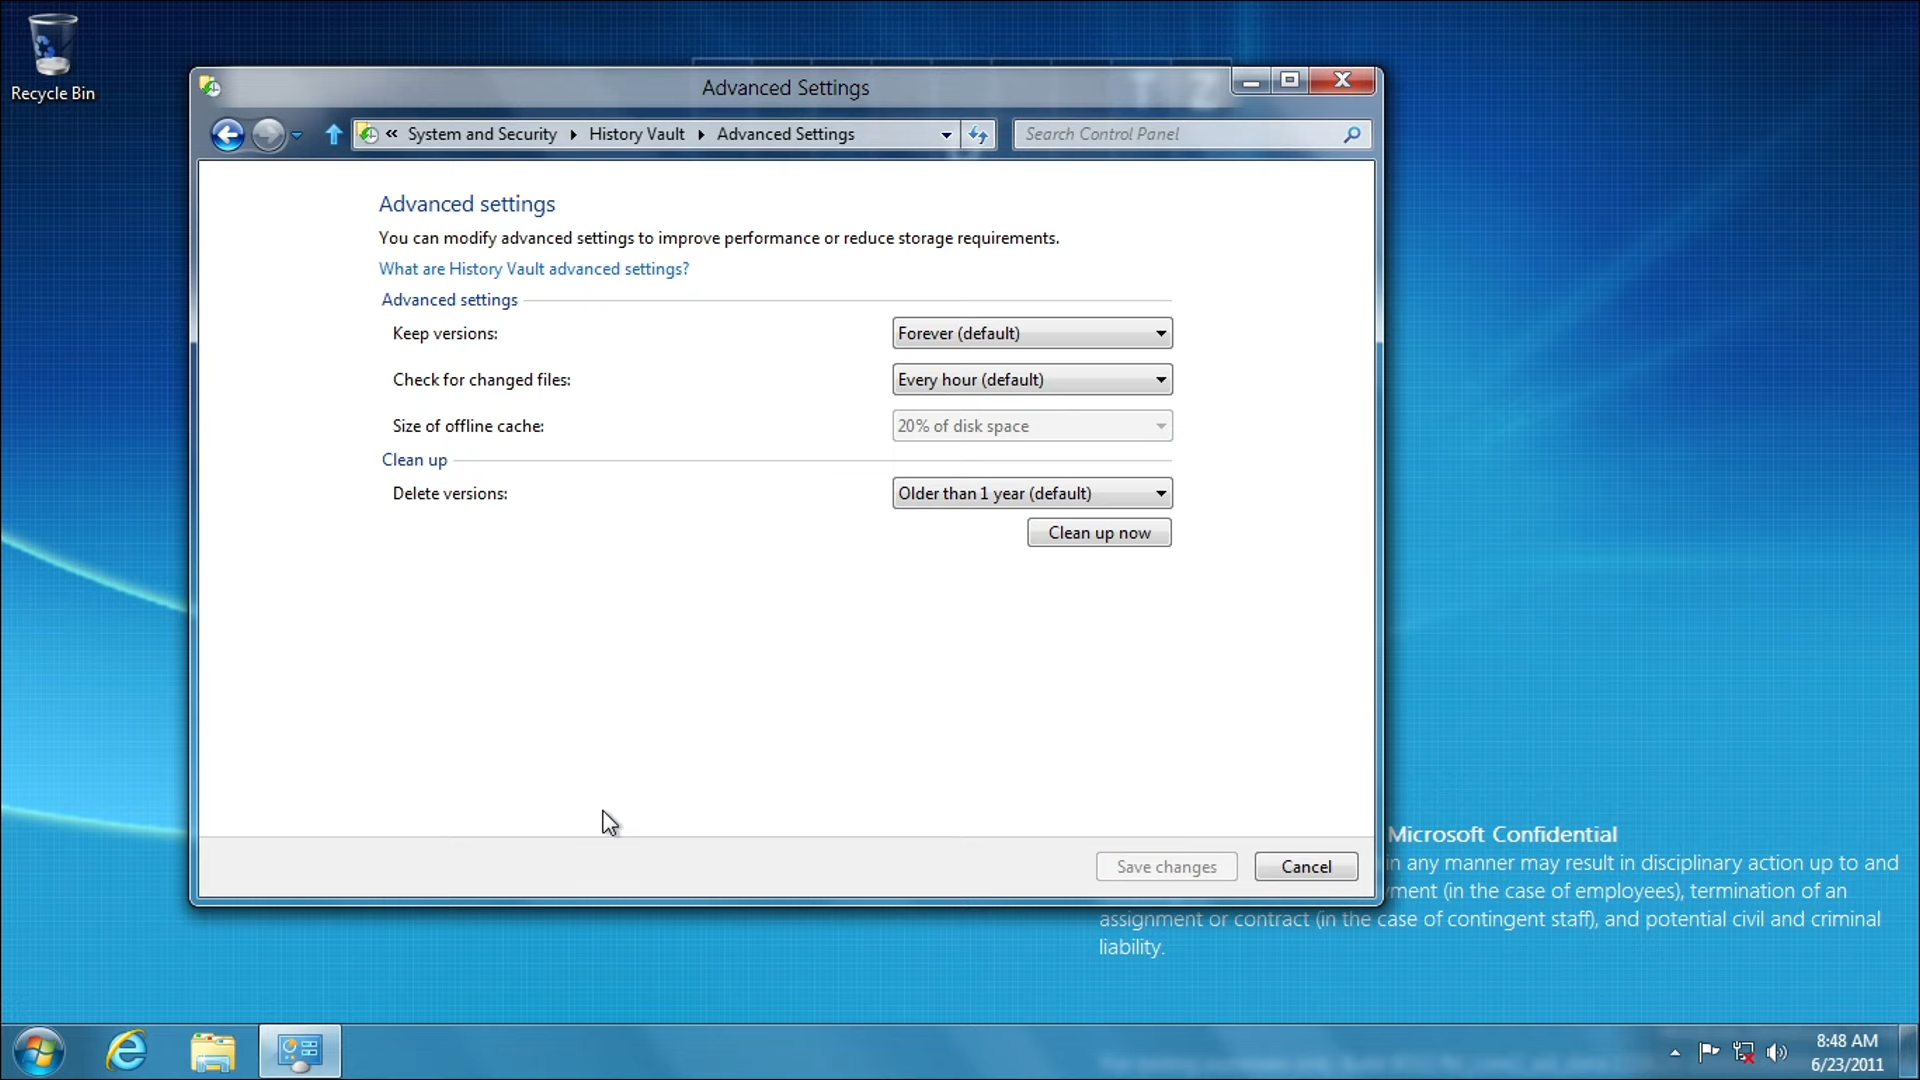 Recycle Bin
Advanced Settings
« System and Security History Vault Advanced Settings
Search Control Panel
Advanced settings
You can modify advanced settings to improve performance or reduce storage requirements.
What are History Vault advanced settings?
Advanced settings
Keep versions: Forever (default)
Check for changed files: Every hour (default)
Size of offline cache: 20% of disk space
Clean up
Delete versions: Older than 1 year (default)
Clean up now
Save changes Cancel
Microsoft Confidential
in any manner may result in disciplinary action up to and
(in the case of employees), termination of an
assignment or contract (in the case of contingent staff), and potential civil and criminal
liability.
8:48 AM
6/23/2011